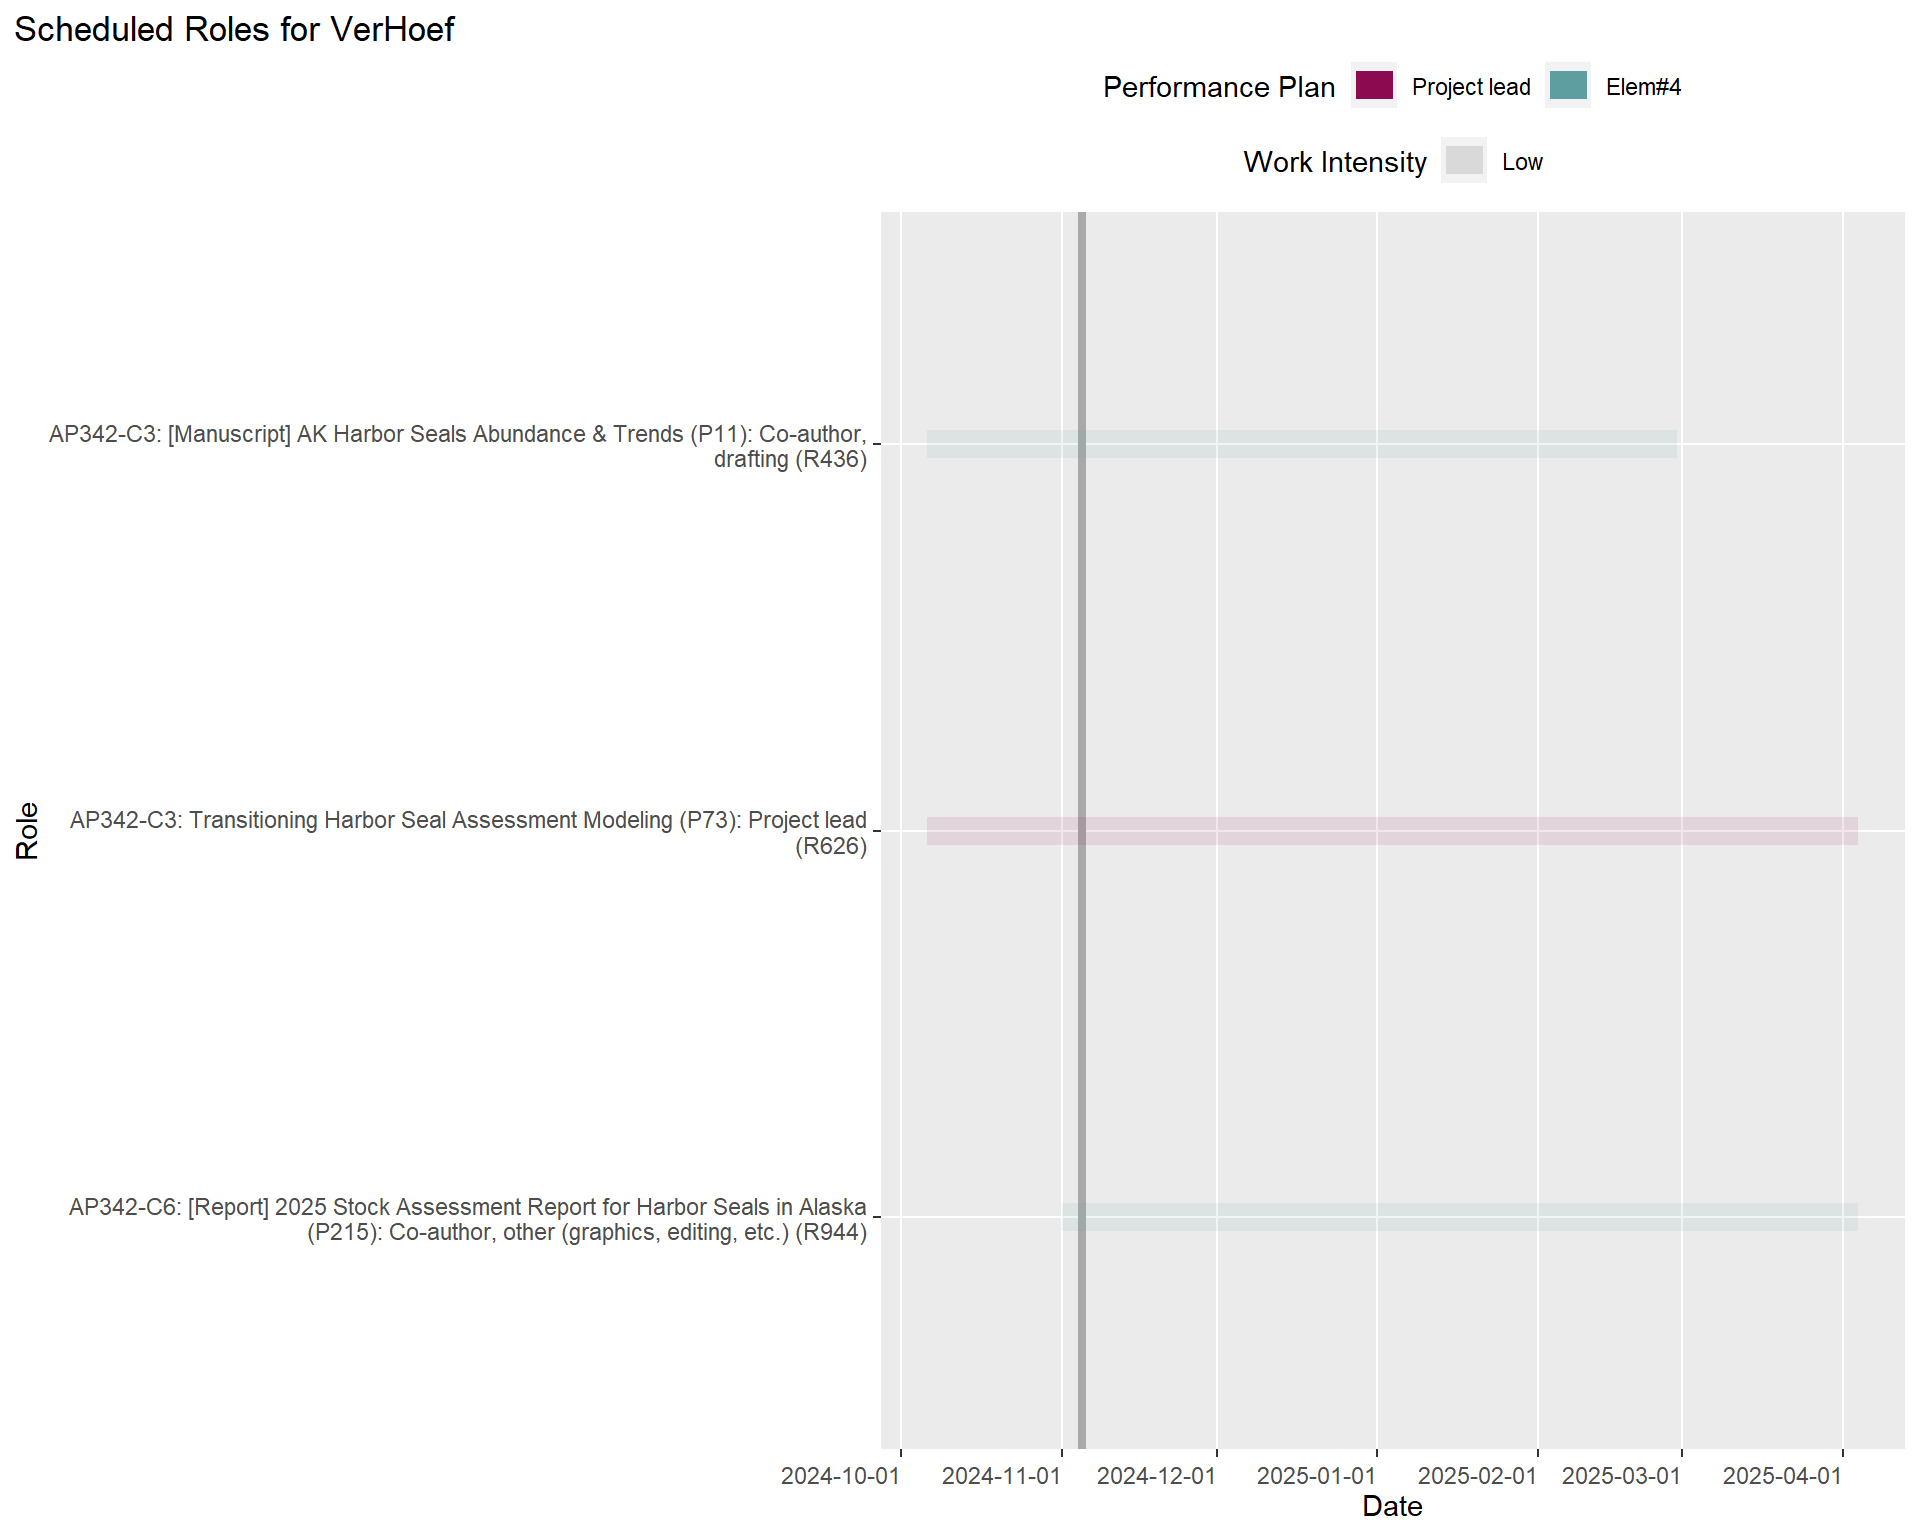 Scheduled Roles for VerHoef
Performance Plan Project lead Elem#4
Work Intensity Low
AP342-C3: [Manuscript] AK Harbor Seals Abundance & Trends (P11): Co-author,
drafting (R436)
AP342-C3: Transitioning Harbor Seal Assessment Modeling (P73): Project lead
(R626)
AP342-C6: [Report] 2025 Stock Assessment Report for Harbor Seals in Alaska
(P215): Co-author, other (graphics, editing, etc.) (R944)
Role
2024-10-01 2024-11-01 2024-12-01 2025-01-01 2025-02-01 2025-03-01 2025-04-01
Date